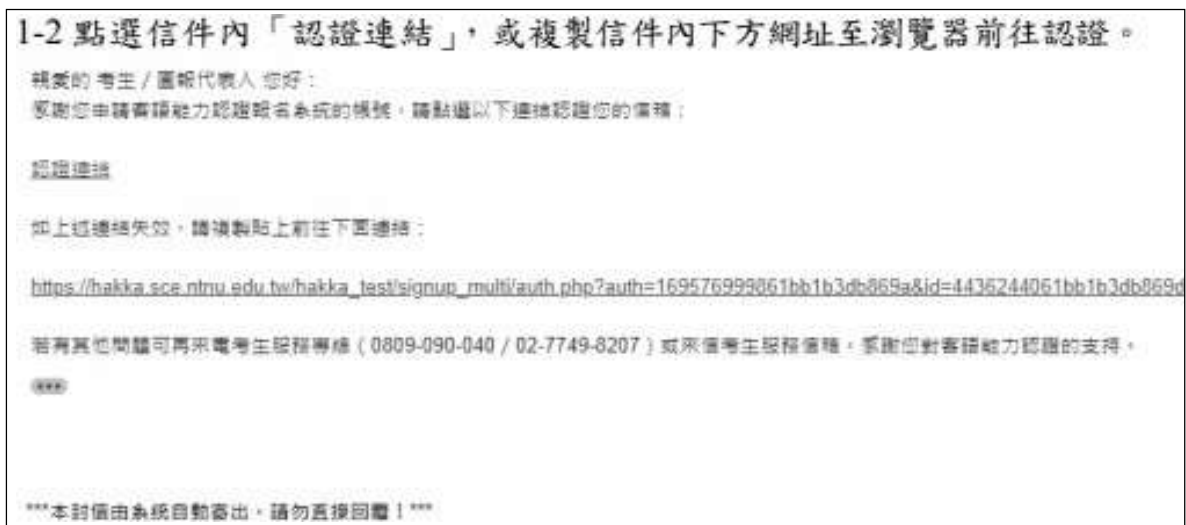 1-2 點選信件內「認證連結」，或複製信件內下方網址至瀏覽器前往認證。
親愛的 考生 / 團報代表人 您好：
感謝您申請客語能力認證報名系統的帳號，請點選以下連結認證您的信箱：
認證連結
如上述連結失效，請複製貼上前往下面連結：
https://hakka.sce.ntnu.edu.tw/hakka_test/signup_multi/auth.php?auth=169576999861bb1b3db869a&id=4436244061bb1b3db869d
若有其他問題可再來電考生服務專線（0809-090-040 / 02-7749-8207）或來信考生服務信箱，感謝您對客語能力認證的支持。
***本封信由系統自動寄出，請勿直接回覆！***